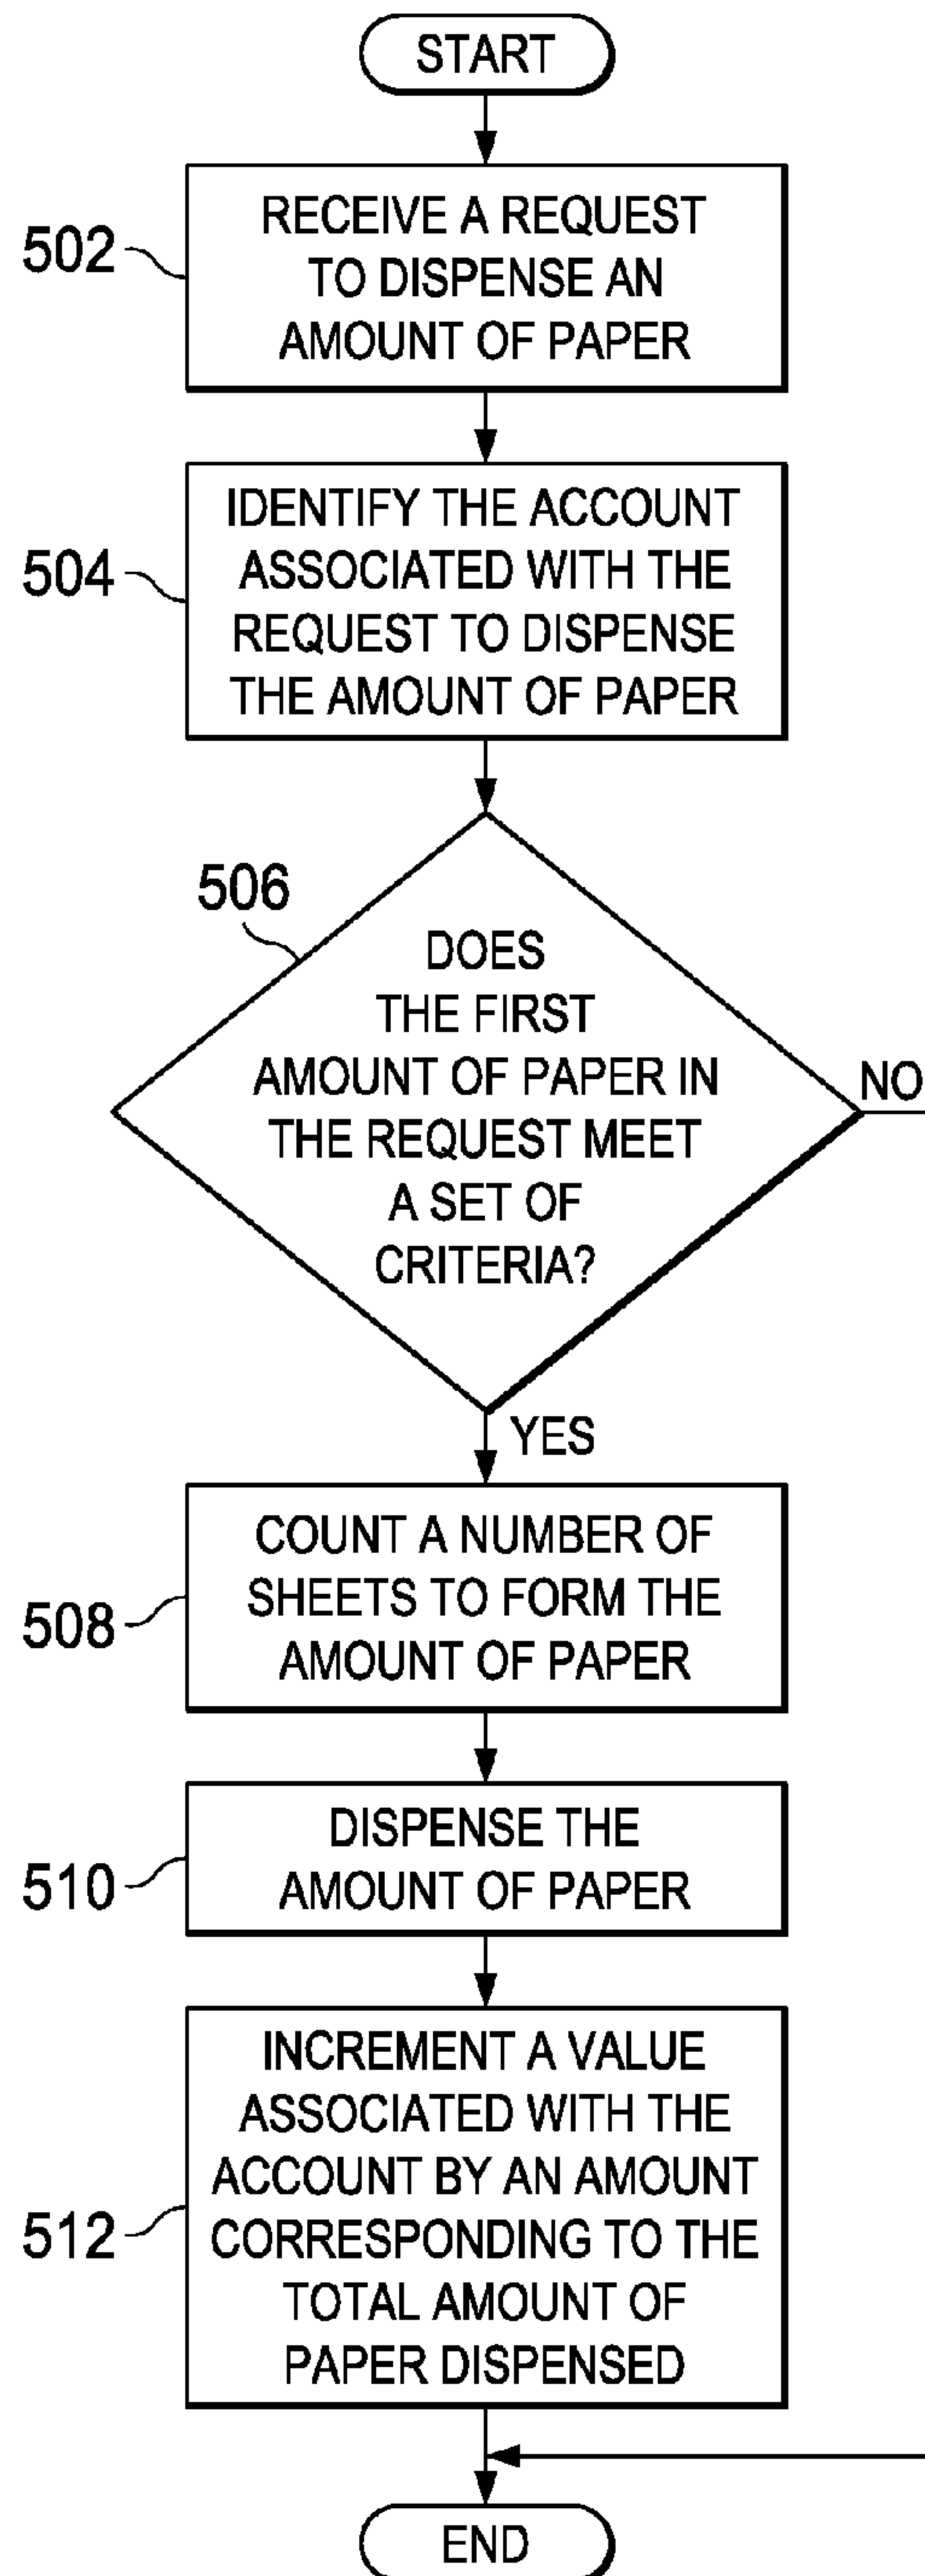 START
502
RECEIVE A REQUEST
TO DISPENSE AN
AMOUNT OF PAPER
504
IDENTIFY THE ACCOUNT
ASSOCIATED WITH THE
REQUEST TO DISPENSE
THE AMOUNT OF PAPER
506
DOES
THE FIRST
AMOUNT OF PAPER IN
THE REQUEST MEET
A SET OF
CRITERIA?
NO
YES
508
COUNT A NUMBER OF
SHEETS TO FORM THE
AMOUNT OF PAPER
510
DISPENSE THE
AMOUNT OF PAPER
512
INCREMENT A VALUE
ASSOCIATED WITH THE
ACCOUNT BY AN AMOUNT
CORRESPONDING TO THE
TOTAL AMOUNT OF
PAPER DISPENSED
END